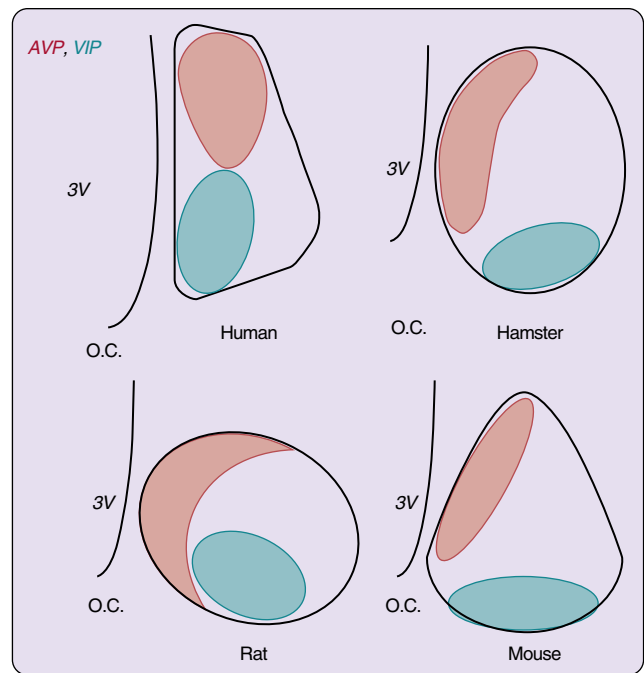 AVP, VIP
3V
3V
O.C.
O.C.
Human
Hamster
3V
3V
O.C.
O.C.
Rat
Mouse